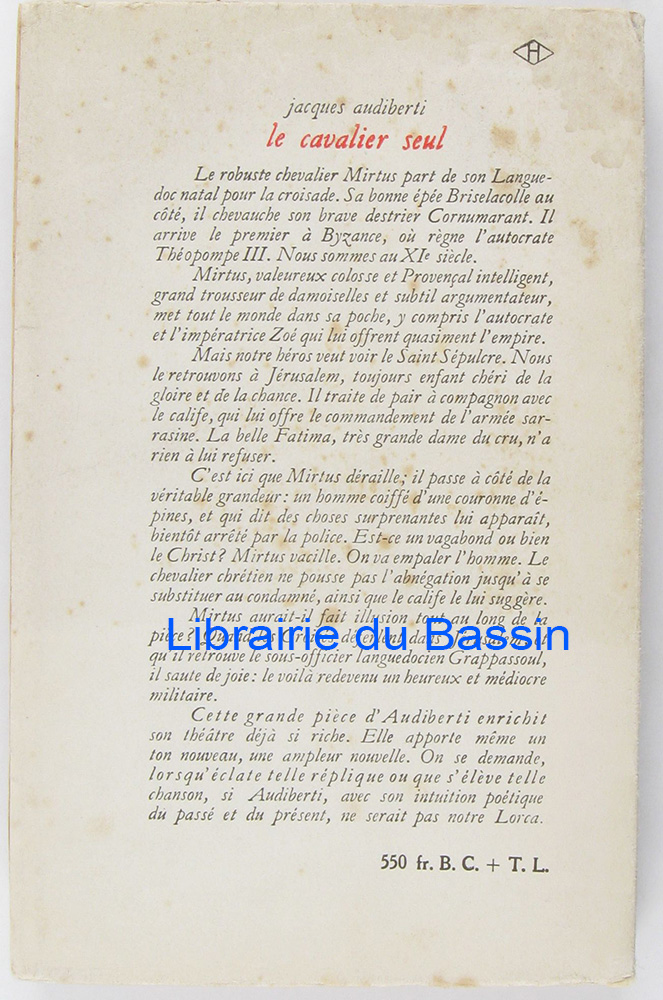 H
jacques audiberti
le cavalier seul
Le robuste chevalier Mirtus part de son Langue-
doc natal pour la croisade. Sa bonne épée Briselacolle au
côté, il chevauche son brave destrier Cornumarant. Il
arrive le premier à Byzance, où règne l'autocrate
Théopompe III. Nous sommes au XIe siècle.
Mirtus, valeureux colosse et Provençal intelligent,
grand trousseur de damoiselles et subtil argumentateur,
met tout le monde dans sa poche, y compris l'autocrate
et l'impératrice Zoé qui lui offrent quasiment l'empire.
Mais notre héros veut voir le Saint Sépulcre. Nous
le retrouvons à Jérusalem, toujours enfant chéri de la
gloire et de la chance. Il traite de pair à compagnon avec
le calife, qui lui offre le commandement de l'armée sar-
rasine. La belle Fatima, très grande dame du cru, n'a
rien à lui refuser.
C'est ici que Mirtus déraille; il passe à côté de la
véritable grandeur: un homme coiffé d'une couronne d'é-
pines, et qui dit des choses surprenantes lui apparaît,
bientôt arrêté par la police. Est-ce un vagabond ou bien
le Christ? Mirtus vacille. On va empaler l'homme. Le
chevalier chrétien ne pousse pas l'abnégation jusqu'à se
substituer au condamné, ainsi que le calife le lui suggère.
Mirtus aurait-il fait illusion tout au long de la
pièce? Quand les Croisés déferlent dans Jérusalem
Librairie du Bassin
qu'il retrouve le sous-officier languedocien Grappassoul,
il saute de joie: le voilà redevenu un heureux et médiocre
militaire.
Cette grande pièce d'Audiberti enrichit
son théâtre déjà si riche. Elle apporte même un
ton nouveau, une ampleur nouvelle. On se demande,
lorsqu'éclate telle réplique ou que s'élève telle
chanson, si Audiberti, avec son intuition poétique
du passé et du présent, ne serait pas notre Lorca.
550 fr. B. C. + T. L.